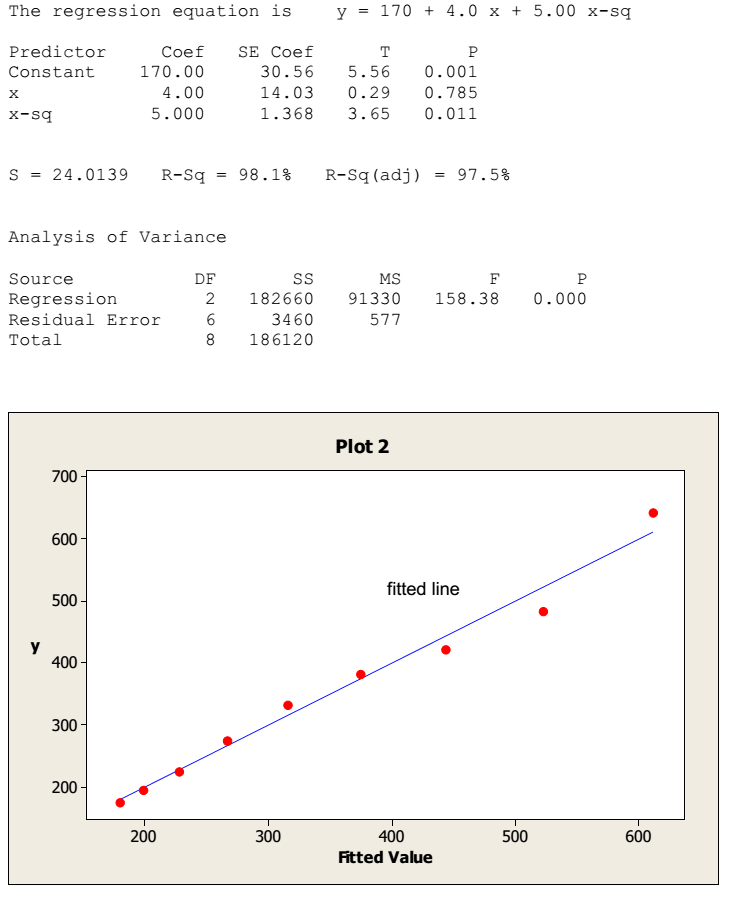 The regression equation is y = 170 + 4.0 x + 5.00 x-sq
Predictor Coef SE Coef T P
Constant 170.00 30.56 5.56 0.001
x 4.00 14.03 0.29 0.785
x-sq 5.000 1.368 3.65 0.011
S = 24.0139 R-Sq = 98.1% R-Sq(adj) = 97.5%
Analysis of Variance
Source DF SS MS F P
Regression 2 182660 91330 158.38 0.000
Residual Error 6 3460 577
Total 8 186120
Plot 2
700
600
500
400
300
200
y
fitted line
200 300 400 500 600
Fitted Value